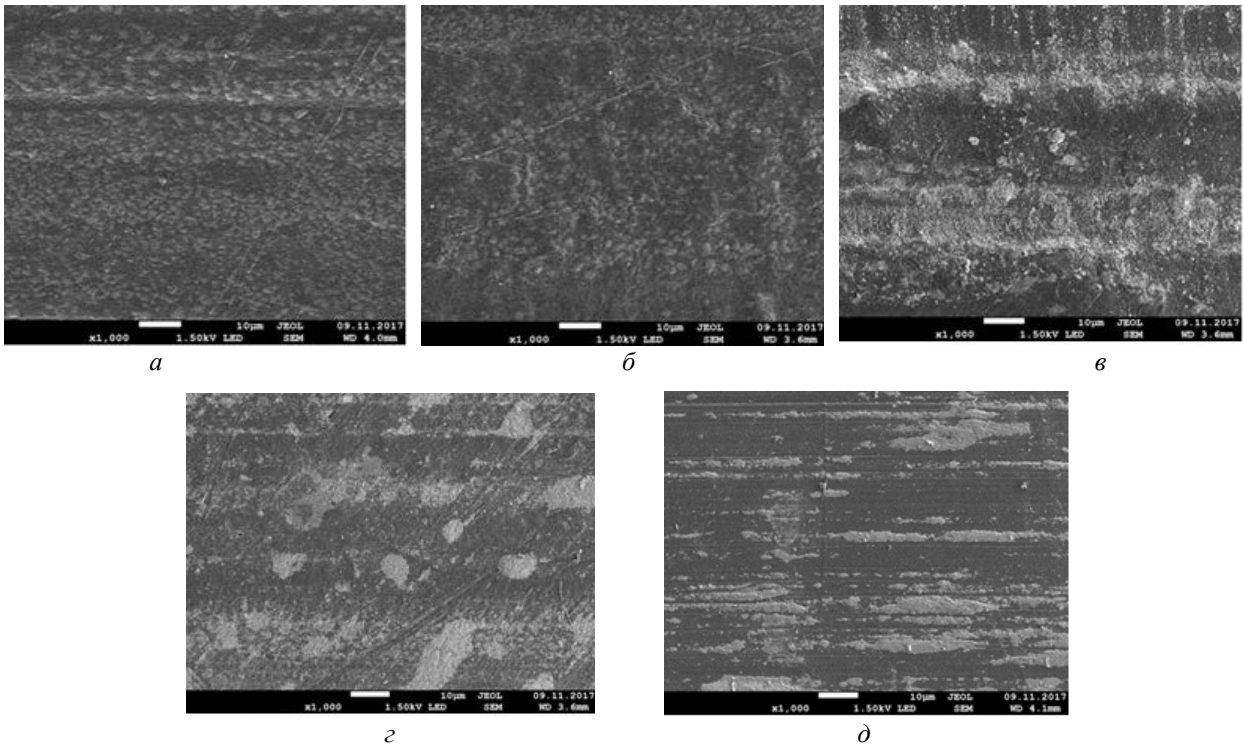 10μm JEOL 09.11.2017
x1,000 1.50kV LED SEM WD 4.0mm
а
10μm JEOL 09.11.2017
x1,000 1.50kV LED SEM WD 3.6mm
б
10μm JEOL 09.11.2017
x1,000 1.50kV LED SEM WD 3.6mm
в
10μm JEOL 09.11.2017
x1,000 1.50kV LED SEM WD 3.6mm
г
10μm JEOL 09.11.2017
x1,000 1.50kV LED SEM WD 4.1mm
д